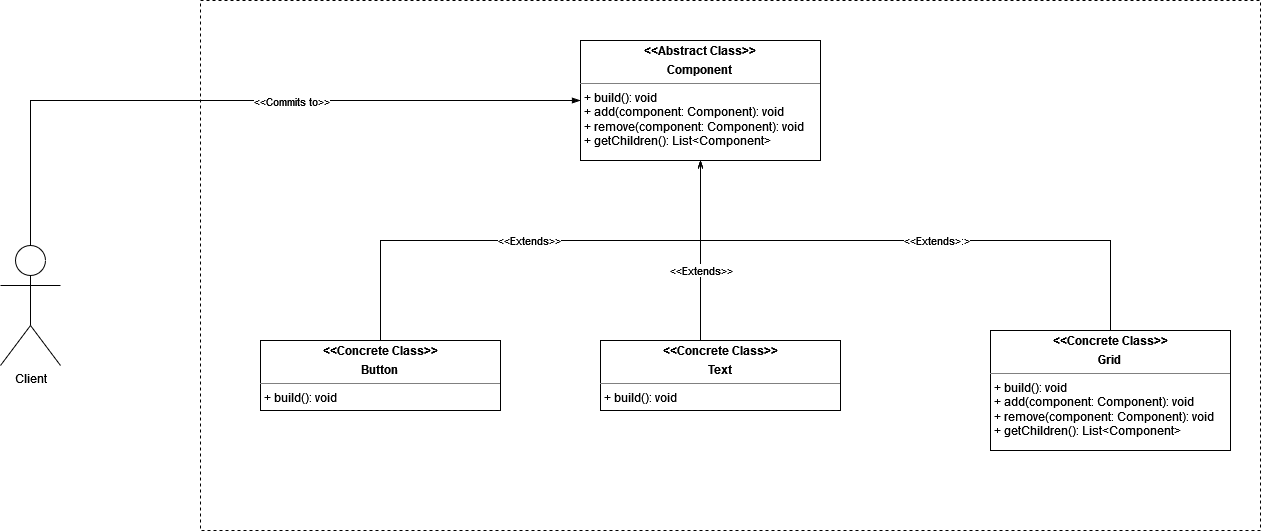 <<Abstract Class>>
Component
+ build(): void
+ add(component: Component): void
+ remove(component: Component): void
+ getChildren(): List<Component>
<<Commits to>>
<<Extends>>
<<Extends>:>
<<Extends>>
Client
<<Concrete Class>>
Button
+ build(): void
<<Concrete Class>>
Text
+ build(): void
<<Concrete Class>>
Grid
+ build(): void
+ add(component: Component): void
+ remove(component: Component): void
+ getChildren(): List<Component>